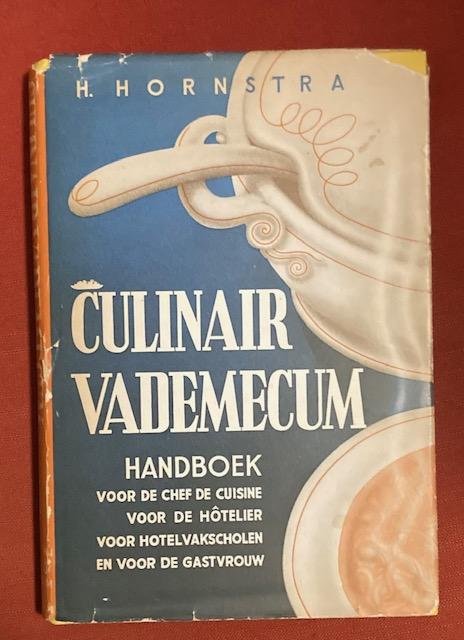 H. HORNSTRA
CULINAIR
VADEMECUM
HANDBOEK
VOOR DE CHEF DE CUISINE
VOOR DE HÔTELIER
VOOR HOTELVAKSCHOLEN
EN VOOR DE GASTVROUW